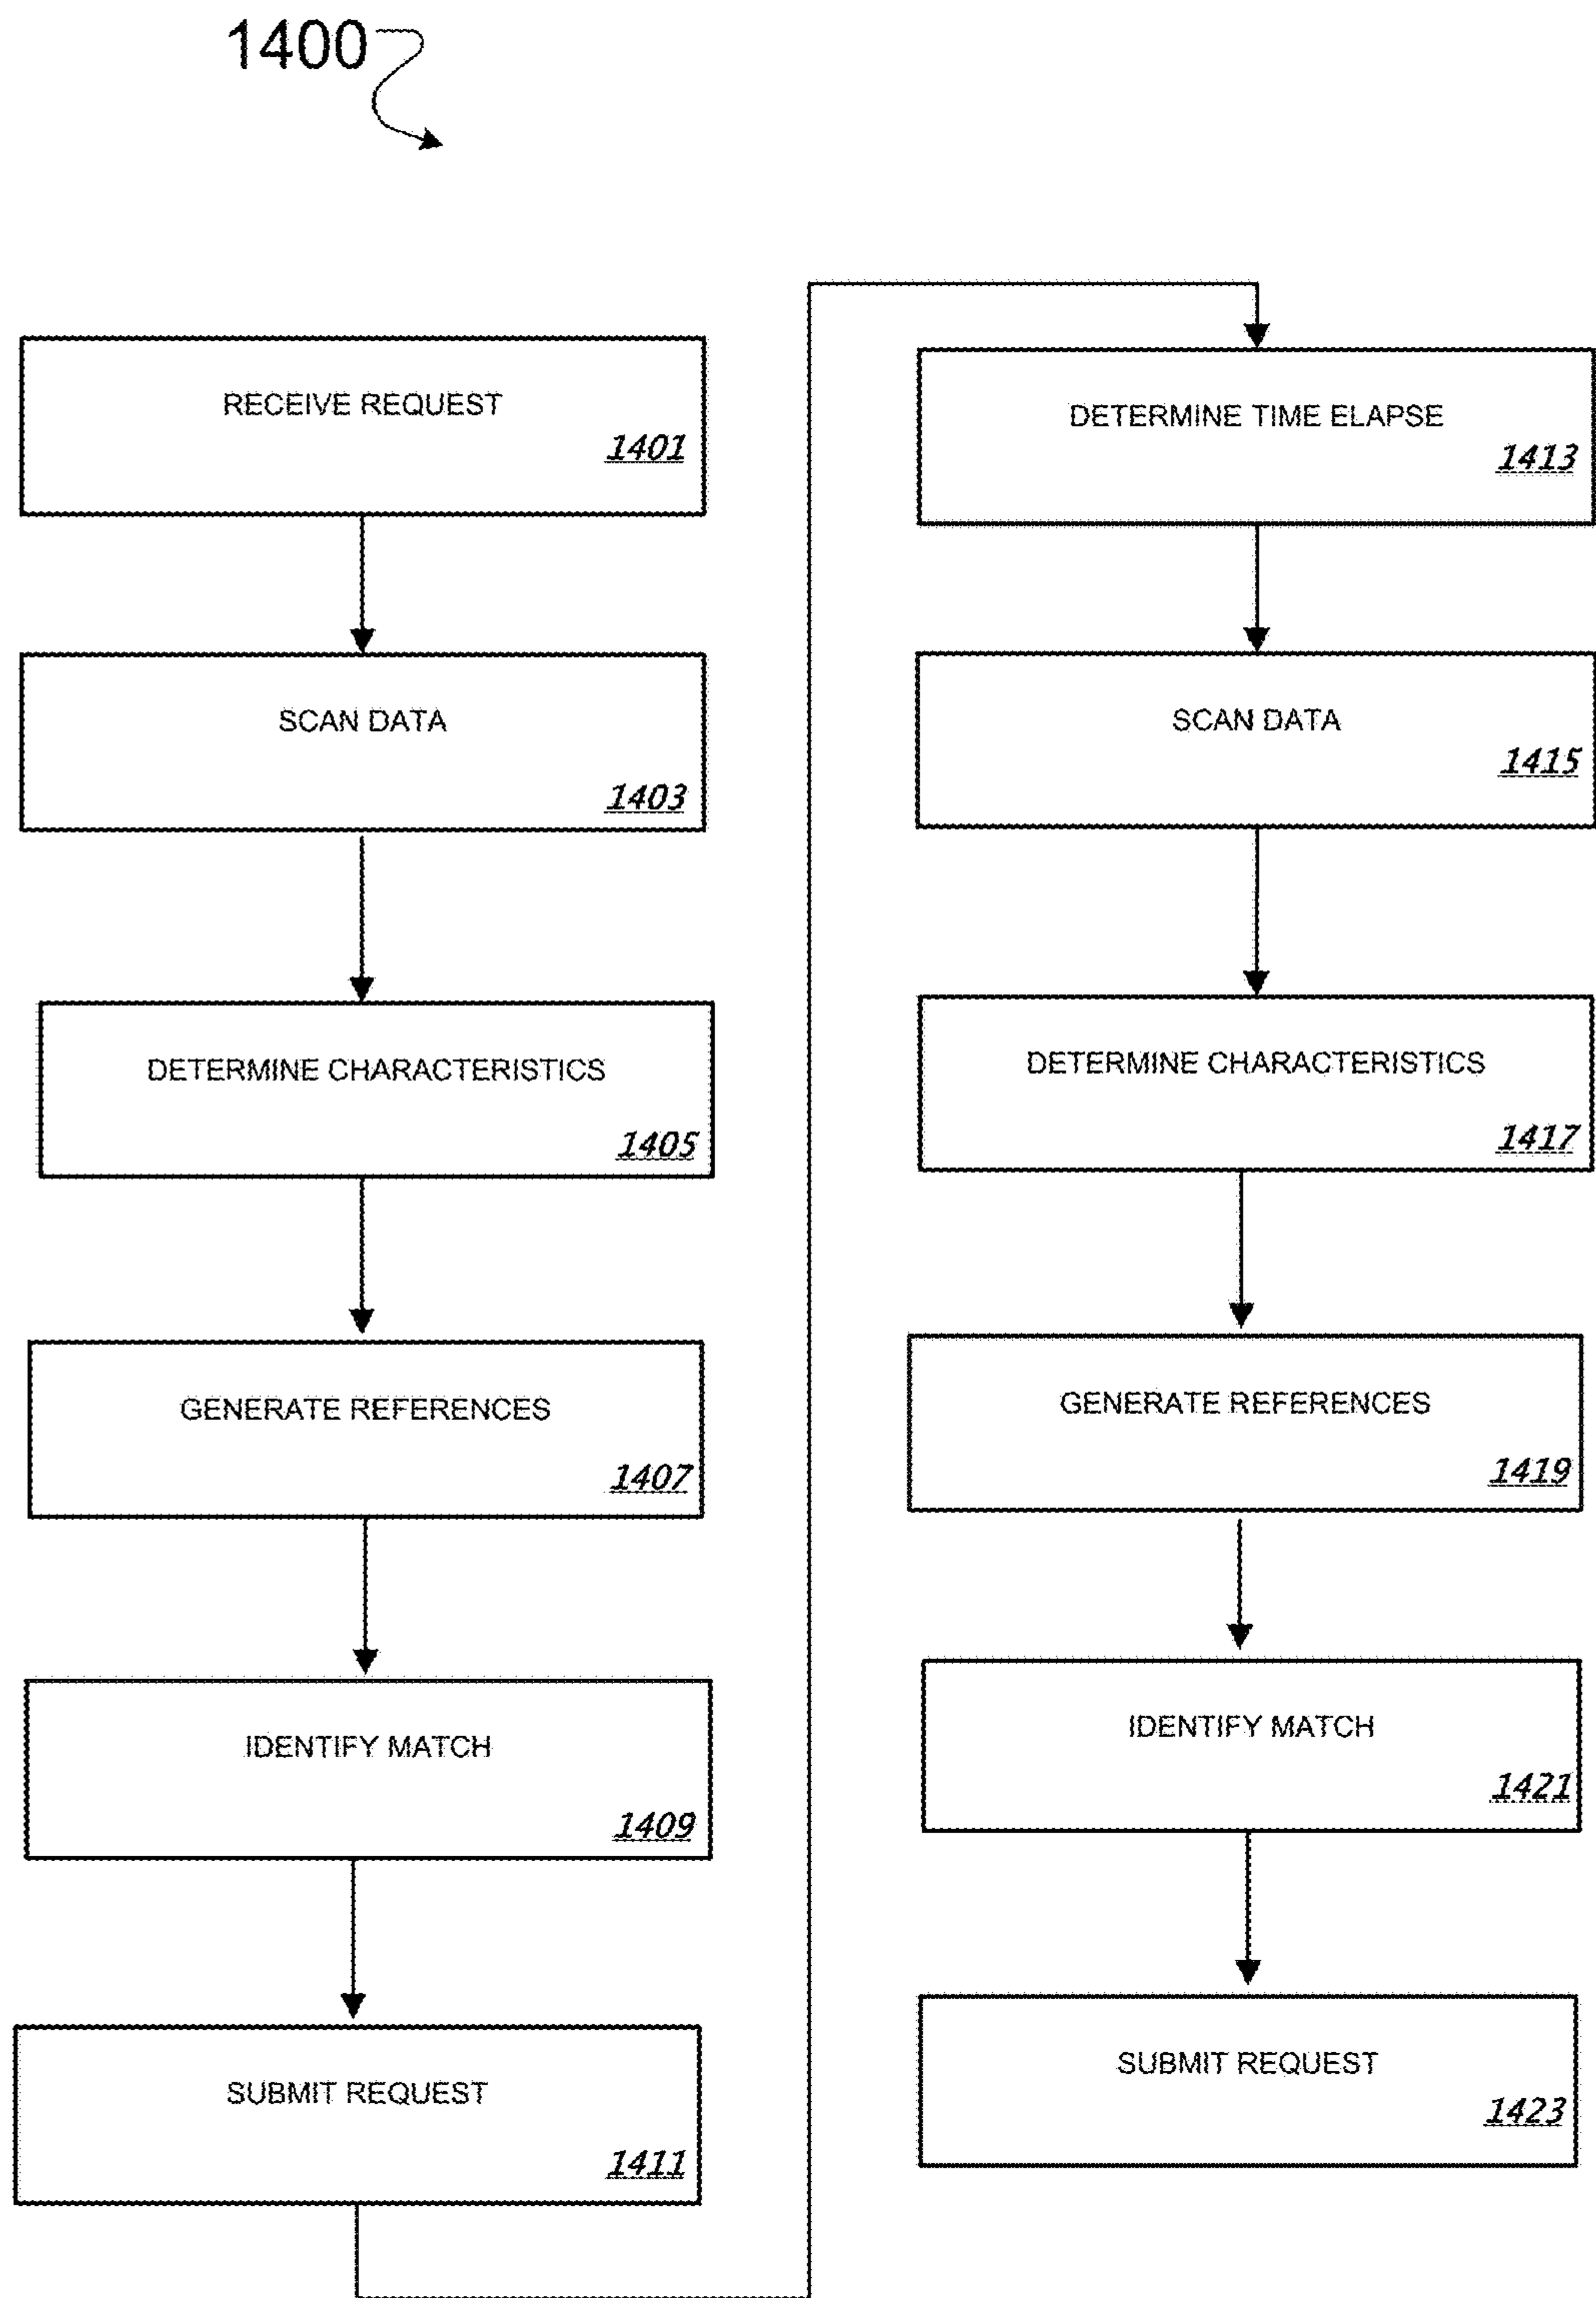 1400
RECEIVE REQUEST
1401
SCAN DATA
1403
DETERMINE CHARACTERISTICS
1405
GENERATE REFERENCES
1407
IDENTIFY MATCH
1409
SUBMIT REQUEST
1411
DETERMINE TIME ELAPSE
1413
SCAN DATA
1415
DETERMINE CHARACTERISTICS
1417
GENERATE REFERENCES
1419
IDENTIFY MATCH
1421
SUBMIT REQUEST
1423